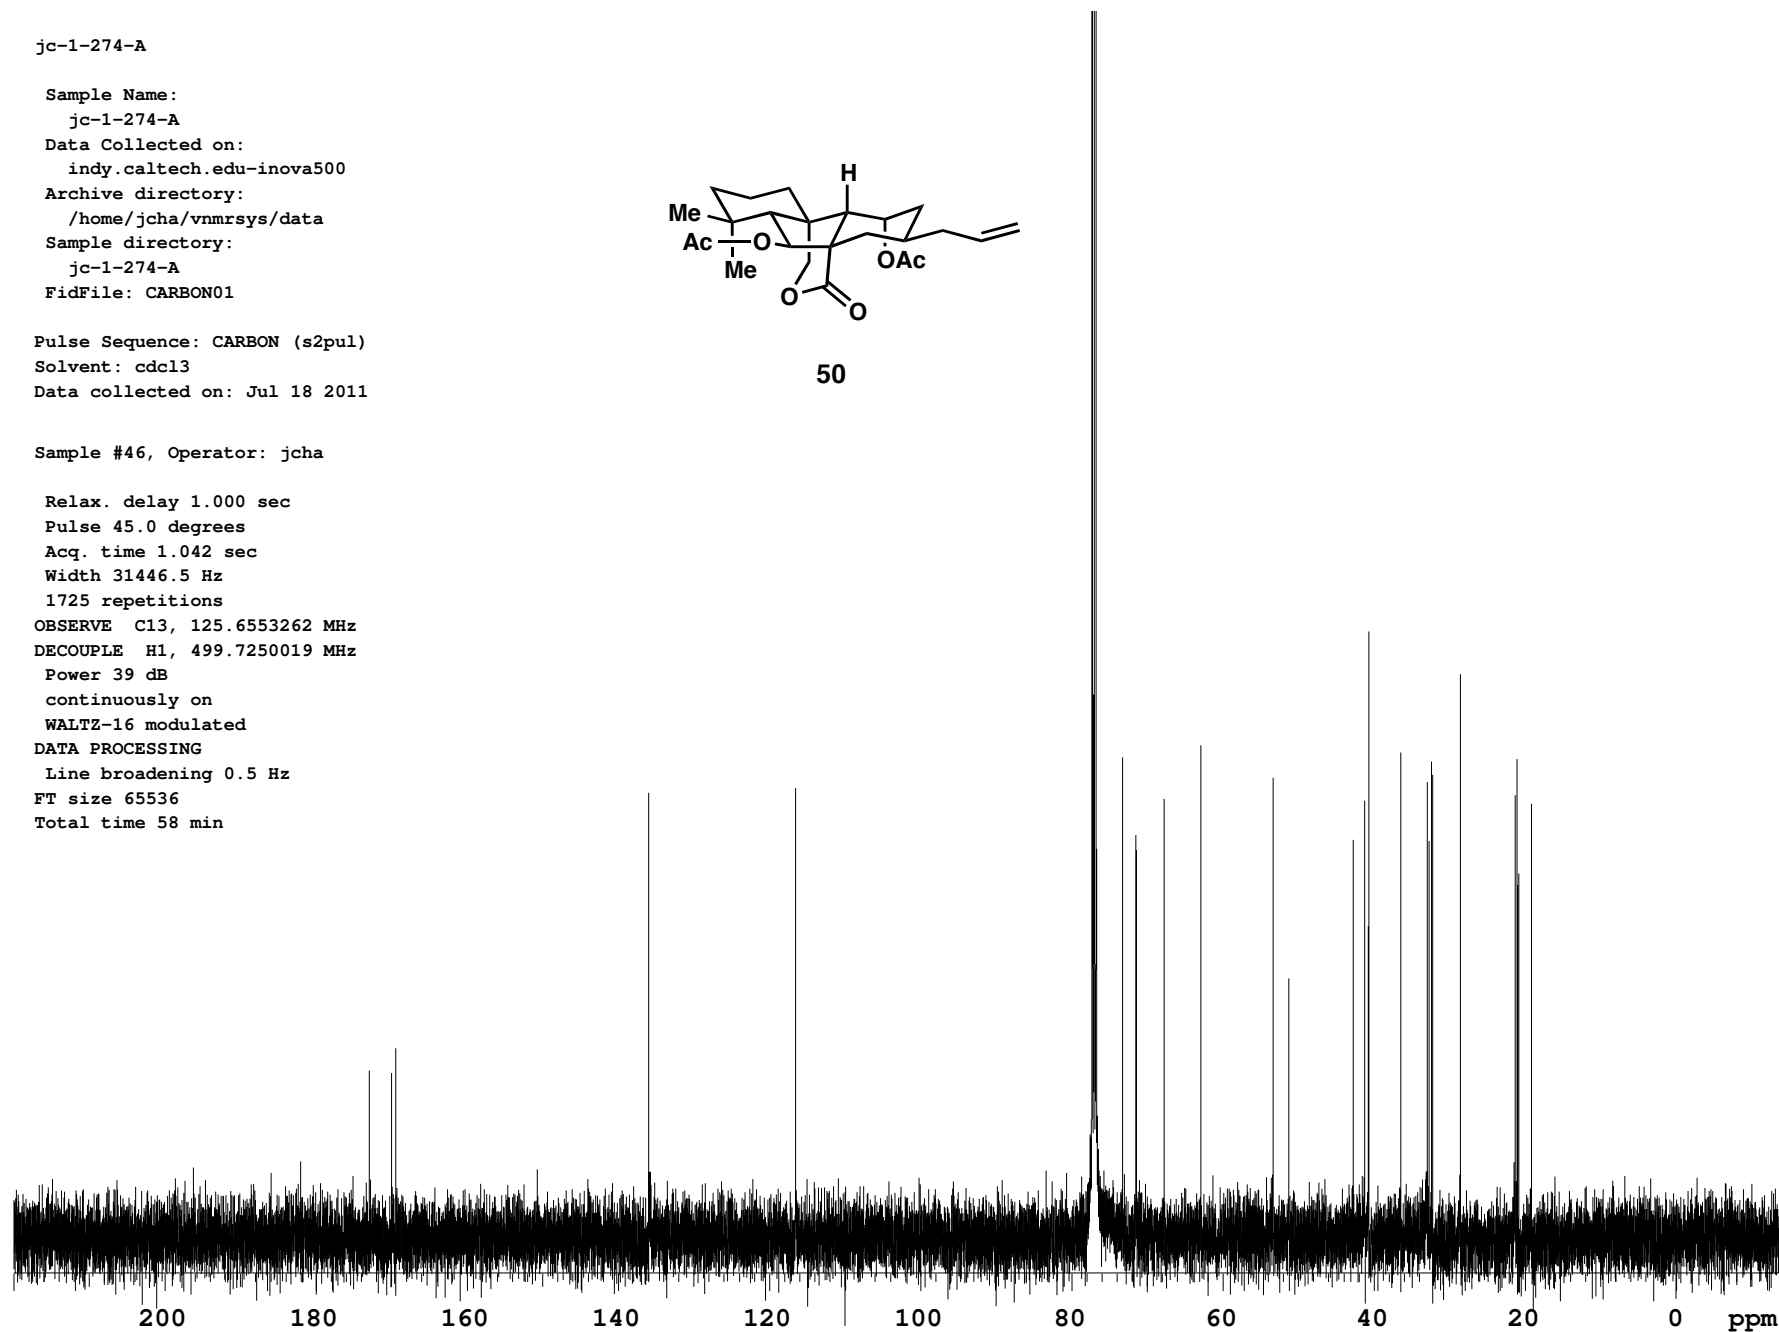 jc-1-274-A
Sample Name:
jc-1-274-A
Data Collected on:
indy.caltech.edu-inova500
Archive directory:
/home/jcha/vnmrsys/data
Sample directory:
jc-1-274-A
FidFile: CARBON01
Pulse Sequence: CARBON (s2pul)
Solvent: cdcl3
Data collected on: Jul 18 2011
Sample #46, Operator: jcha
Relax. delay 1.000 sec
Pulse 45.0 degrees
Acq. time 1.042 sec
Width 31446.5 Hz
1725 repetitions
OBSERVE C13, 125.6553262 MHz
DECOUPLE H1, 499.7250019 MHz
Power 39 dB
continuously on
WALTZ-16 modulated
DATA PROCESSING
Line broadening 0.5 Hz
FT size 65536
Total time 58 min
H
Me
Ac O
Me
OAc
O
O
50
200 180 160 140 120 100 80 60 40 20 0 ppm